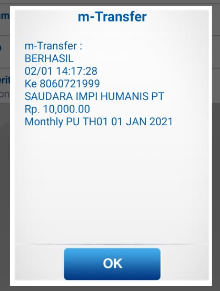 m-Transfer
m-Transfer :
BERHASIL
02/01 14:17:28
Ke 8060721999
SAUDARA IMPI HUMANIS PT
Rp. 10,000.00
Monthly PU TH01 01 JAN 2021
OK